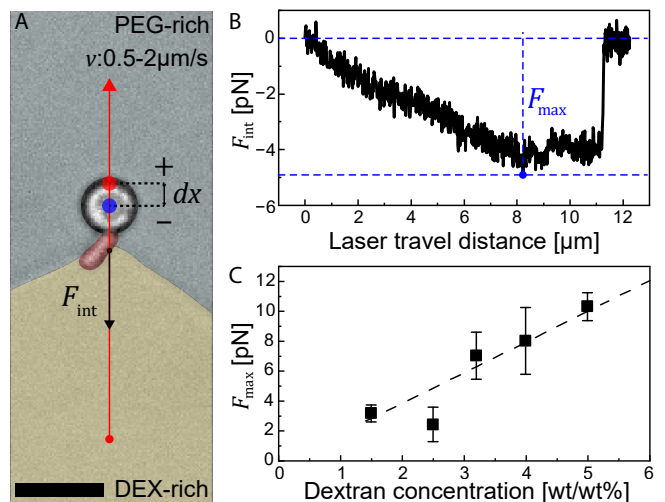 A
PEG-rich
v:0.5-2μm/s
+
dx
−
F_int
DEX-rich
B
0
−2
−4
−6
F_int [pN]
F_max
0
2
4
6
8
10
12
Laser travel distance [μm]
C
12
10
8
6
4
2
0
F_max [pN]
0
1
2
3
4
5
6
Dextran concentration [wt/wt%]